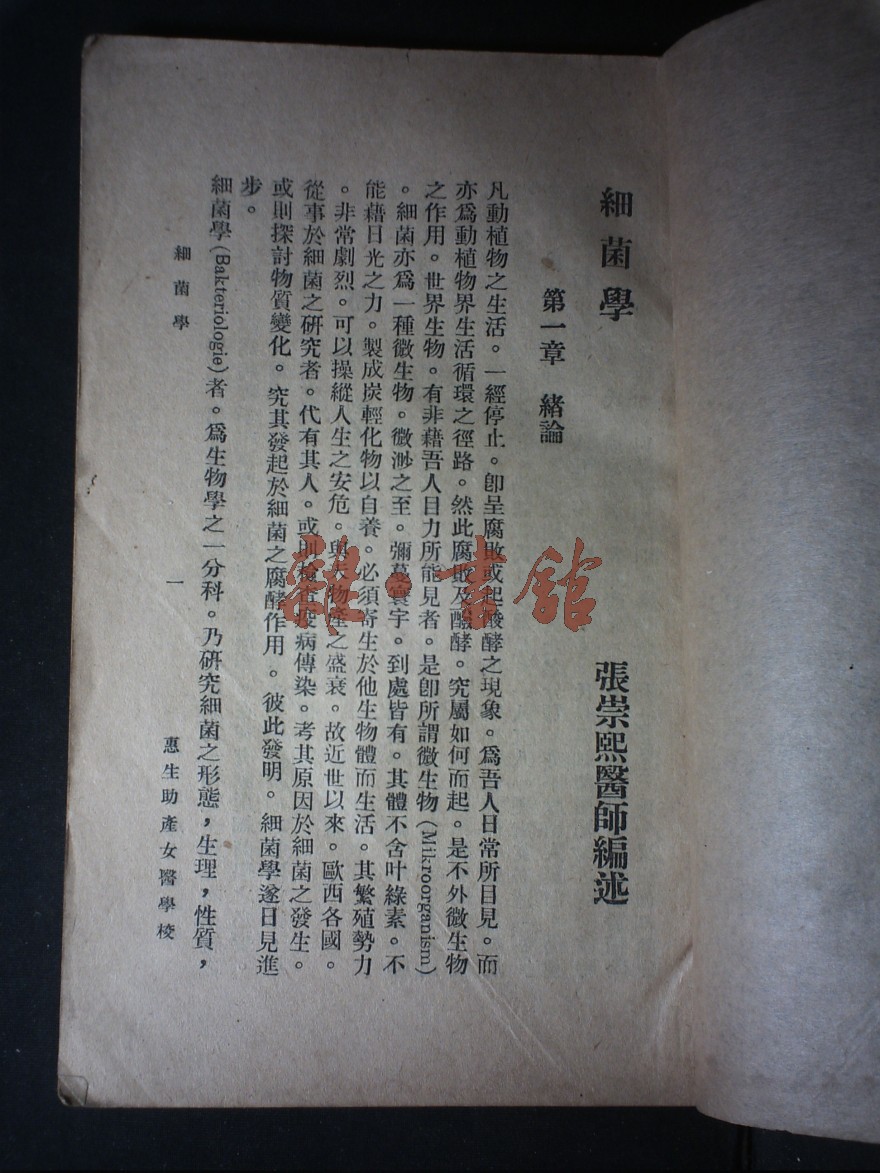 細菌學
張崇熙醫師編述
第一章 緒論
凡動植物之生活。一經停止。卽呈腐敗或起醱酵之現象。爲吾人日常所目見。而
亦爲動植物界生活循環之徑路。然此腐敗及醱酵。究屬如何而起。是不外微生物
之作用。世界生物。有非藉吾人目力所能見者。是卽所謂微生物(Mikroorganism)
。細菌亦爲一種微生物。微渺之至。彌蔓寰宇。到處皆有。其體不含叶綠素。不
能藉日光之力。製成炭輕化物以自養。必須寄生於他生物體而生活。其繁殖勢力
。非常劇烈。可以操縱人生之安危。與夫物產之盛衰。故近世以來。歐西各國。
從事於細菌之硏究者。代有其人。或則檢查疫病傳染。考其原因於細菌之發生。
或則探討物質變化。究其發起於細菌之腐酵作用。彼此發明。細菌學遂日見進
步。
細菌學(Bakteriologie)者。爲生物學之一分科。乃硏究細菌之形態，生理，性質，
細菌學 一 惠生助產女醫學校
雜·書館